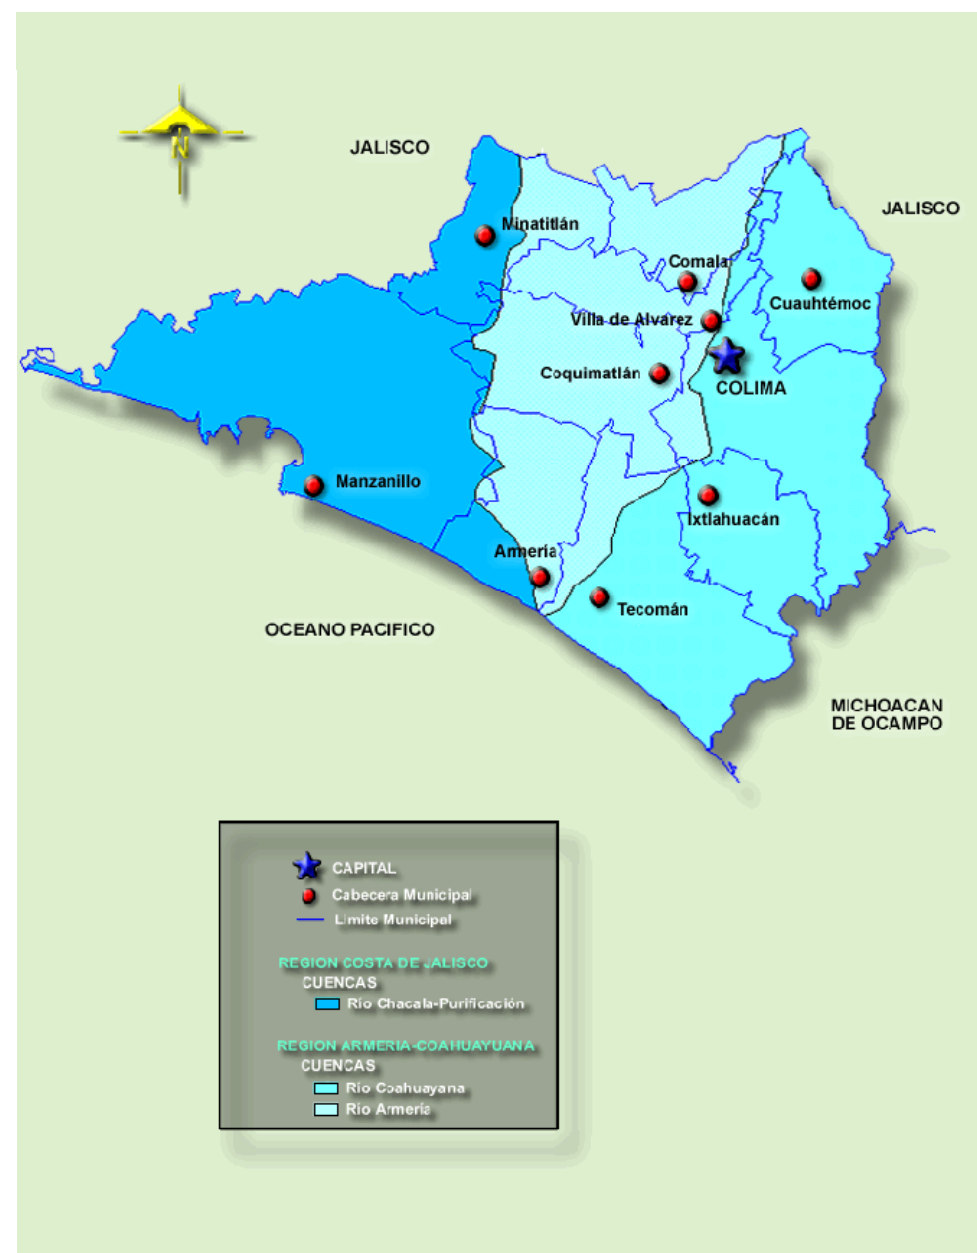 N
JALISCO
JALISCO
Minatitlán
Comala
Cuauhtémoc
Villa de Alvarez
Coquimatlán
COLIMA
Manzanillo
Ixtlahuacán
Armería
Tecomán
OCEANO PACIFICO
MICHOACAN
DE OCAMPO
CAPITAL
Cabecera Municipal
Limite Municipal
REGION COSTA DE JALISCO
CUENCAS
Río Chacala-Purificación
REGION ARMERIA-COAHUAYUANA
CUENCAS
Río Coahuayana
Río Armería